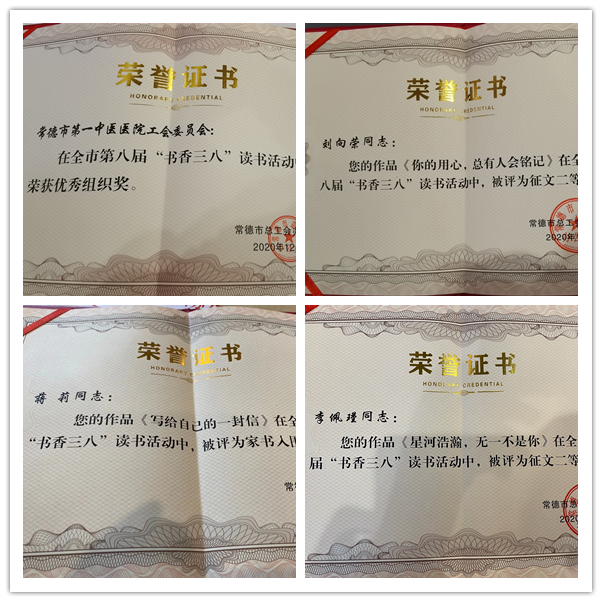 荣誉证书
HONORARY CREDENTIAL
常德市第一中医医院工会委员会：
在全市第八届“书香三八”读书活动
荣获优秀组织奖。
常德市总工会
2020年12
荣誉证书
HONORARY CREDENTIAL
刘向荣同志：
您的作品《你的用心，总有人会铭记》在全
八届“书香三八”读书活动中，被评为征文二等
常德市总工
2020年
荣誉证书
HONORARY CREDENTIAL
蒋莉同志：
您的作品《写给自己的一封信》在全
“书香三八”读书活动中，被评为家书入围
常
荣誉证书
HONORARY CREDENTIAL
李佩瑾同志：
您的作品《星河浩瀚，无一不是你》在全
届“书香三八”读书活动中，被评为征文二等
常德市总
2020